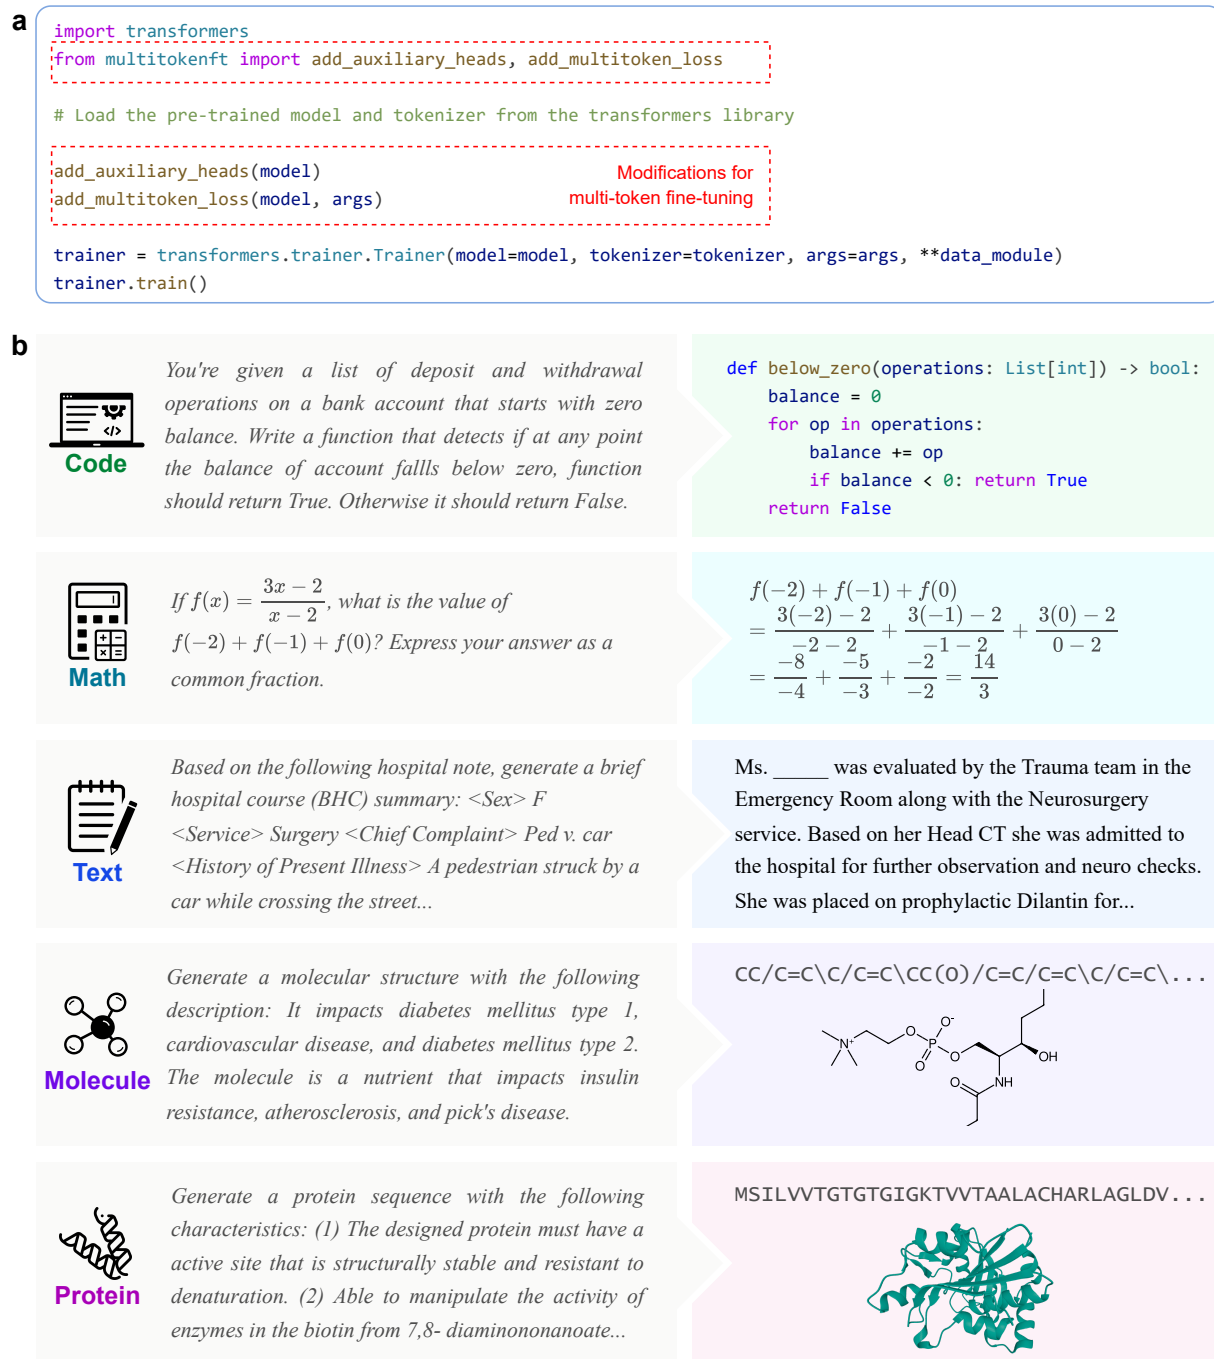 a
import transformers
from multitokenft import add_auxiliary_heads, add_multitoken_loss
# Load the pre-trained model and tokenizer from the transformers library
add_auxiliary_heads(model)
add_multitoken_loss(model, args)
Modifications for
multi-token fine-tuning
trainer = transformers.trainer.Trainer(model=model, tokenizer=tokenizer, args=args, **data_module)
trainer.train()
b
Code
You're given a list of deposit and withdrawal
operations on a bank account that starts with zero
balance. Write a function that detects if at any point
the balance of account fallls below zero, function
should return True. Otherwise it should return False.
def below_zero(operations: List[int]) -> bool:
balance = 0
for op in operations:
balance += op
if balance < 0: return True
return False
Math
If f(x) = \frac{3x − 2}{x − 2}, what is the value of
f(−2) + f(−1) + f(0)? Express your answer as a
common fraction.
f(−2) + f(−1) + f(0)
= \frac{3(−2) − 2}{−2 − 2} + \frac{3(−1) − 2}{−1 − 2} + \frac{3(0) − 2}{0 − 2}
= \frac{−8}{−4} + \frac{−5}{−3} + \frac{−2}{−2} = \frac{14}{3}
Text
Based on the following hospital note, generate a brief
hospital course (BHC) summary: <Sex> F
<Service> Surgery <Chief Complaint> Ped v. car
<History of Present Illness> A pedestrian struck by a
car while crossing the street...
Ms. _____ was evaluated by the Trauma team in the
Emergency Room along with the Neurosurgery
service. Based on her Head CT she was admitted to
the hospital for further observation and neuro checks.
She was placed on prophylactic Dilantin for...
Molecule
Generate a molecular structure with the following
description: It impacts diabetes mellitus type 1,
cardiovascular disease, and diabetes mellitus type 2.
The molecule is a nutrient that impacts insulin
resistance, atherosclerosis, and pick's disease.
CC/C=C\C/C=C\CC(O)/C=C/C=C\C/C=C\...
O-
O
N+
P
O
O
OH
O
NH
Protein
Generate a protein sequence with the following
characteristics: (1) The designed protein must have a
active site that is structurally stable and resistant to
denaturation. (2) Able to manipulate the activity of
enzymes in the biotin from 7,8- diaminononanoate...
MSILVVTGTGTGIGKTVVTAALACHARLAGLDV...